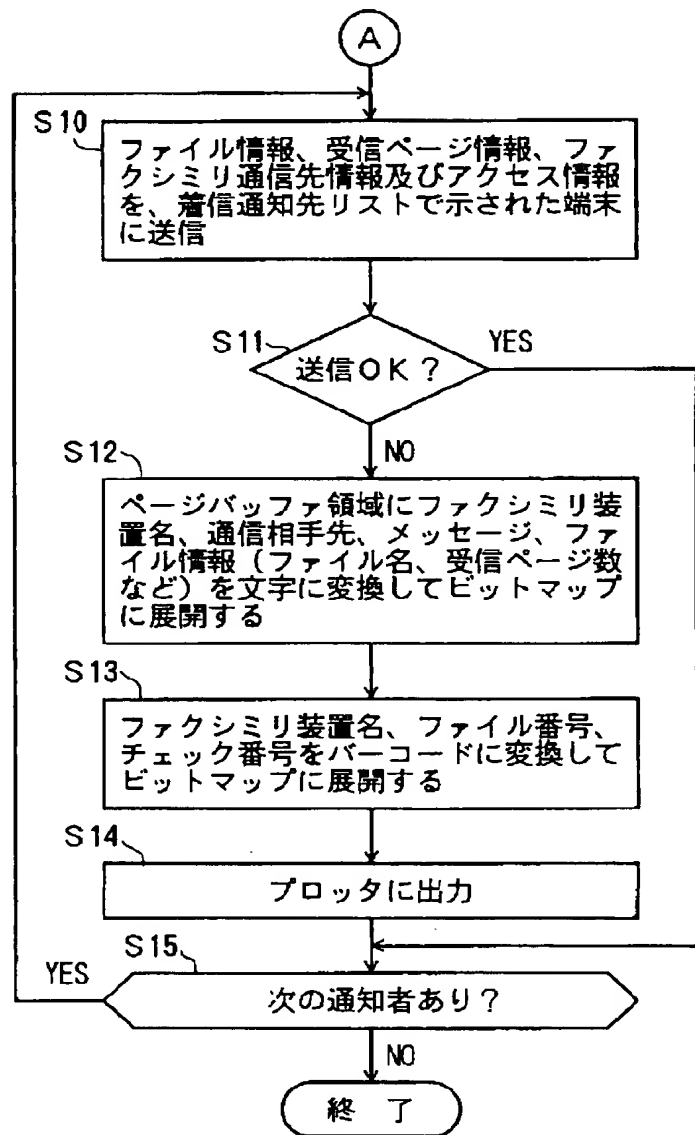 A
S10
ファイル情報、受信ページ情報、ファ
クシミリ通信先情報及びアクセス情報
を、着信通知先リストで示された端末
に送信
S11
YES
送信OK?
NO
S12
ページバッファ領域にファクシミリ装
置名、通信相手先、メッセージ、ファ
イル情報(ファイル名、受信ページ数
など)を文字に変換してビットマップ
に展開する
S13
ファクシミリ装置名、ファイル番号、
チェック番号をバーコードに変換して
ビットマップに展開する
S14
プロッタに出力
S15
YES
次の通知者あり?
NO
終 了